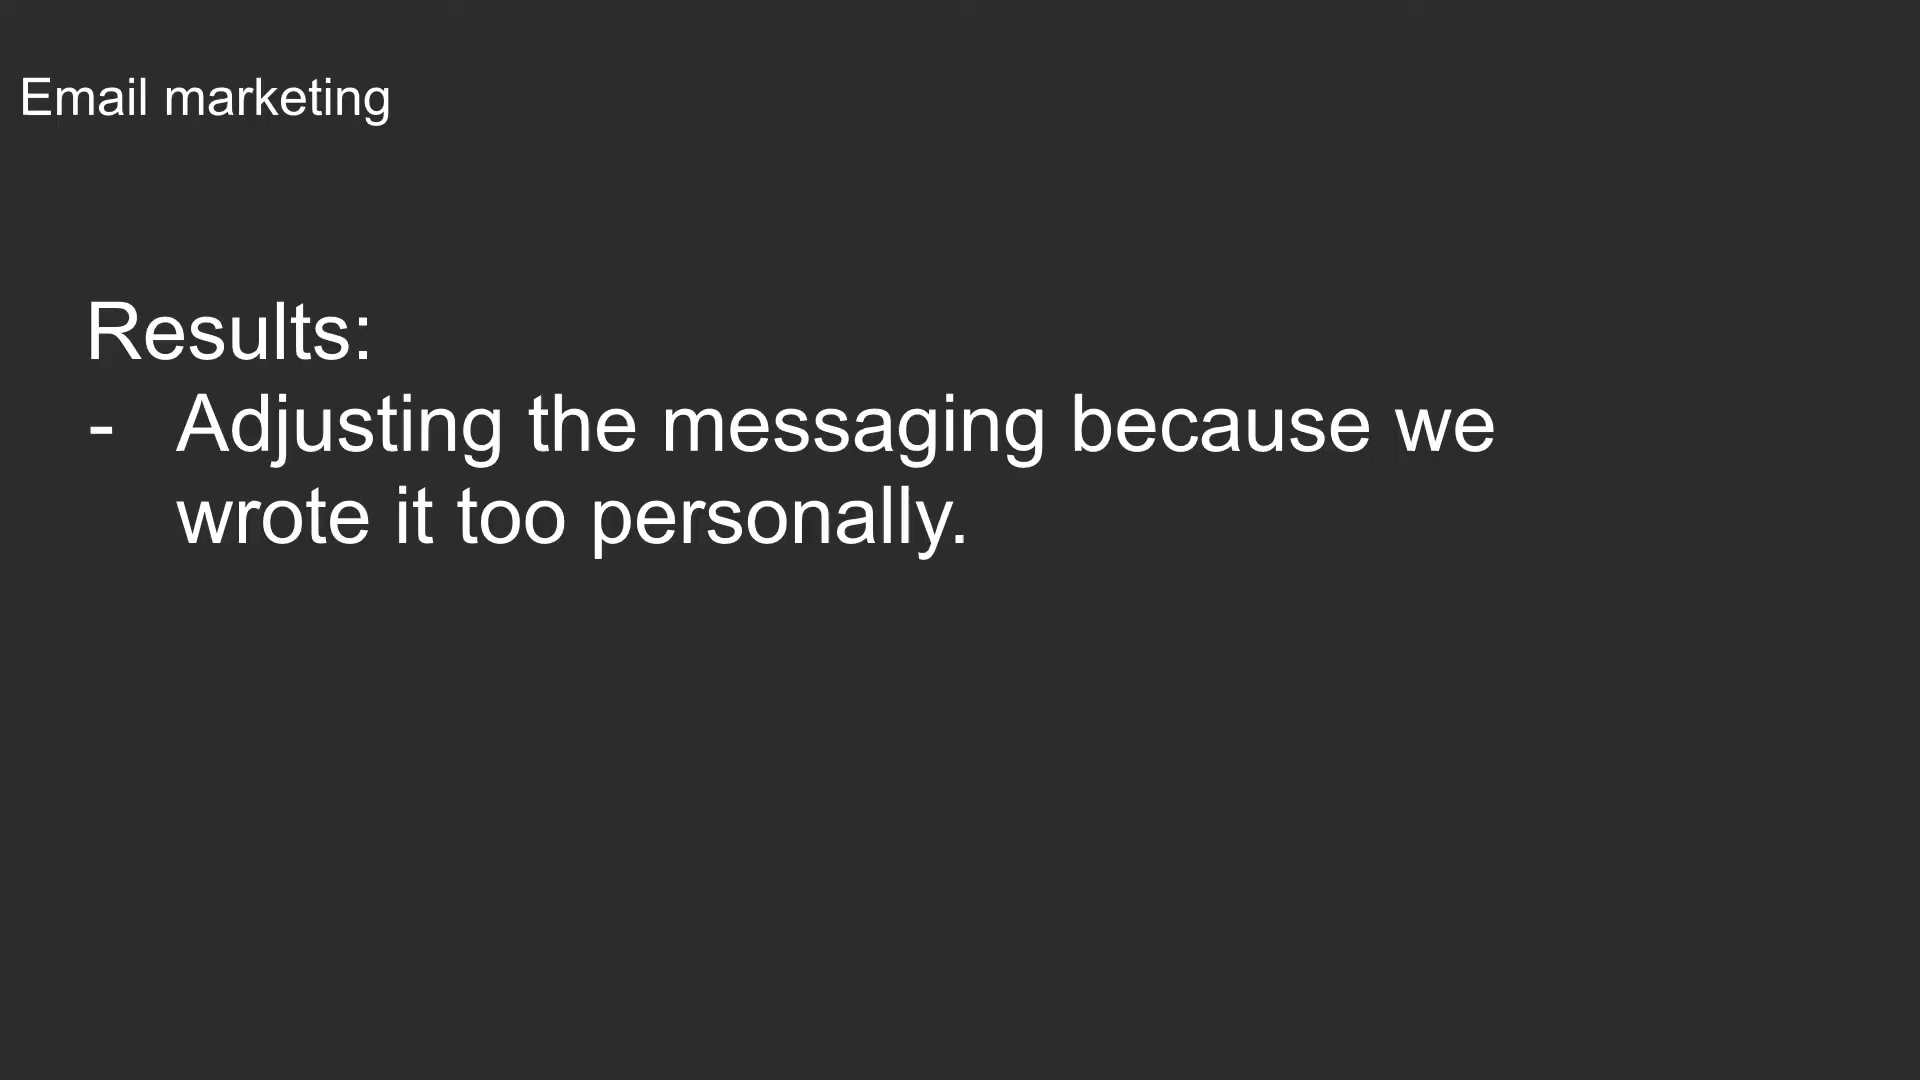 Email marketing
Results:
- Adjusting the messaging because we
wrote it too personally.